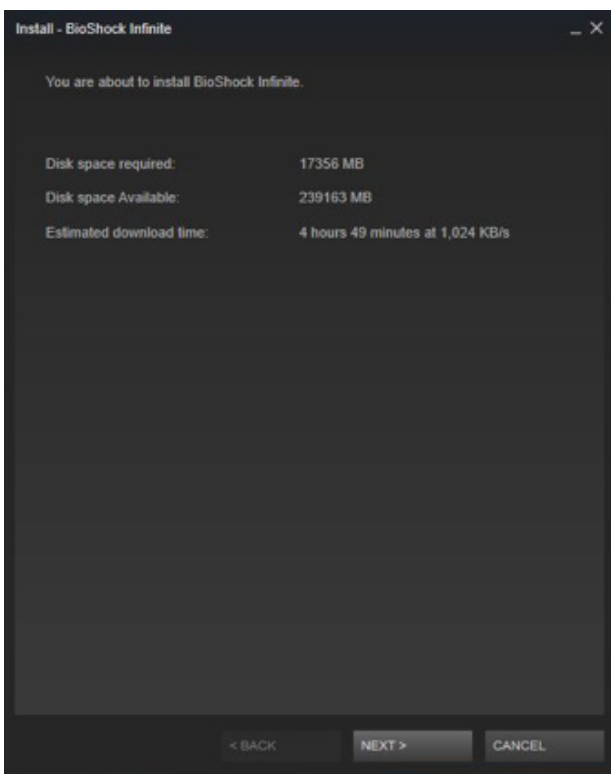 Install - BioShock Infinite
You are about to install BioShock Infinite.
Disk space required: 17356 MB
Disk space Available: 239163 MB
Estimated download time: 4 hours 49 minutes at 1,024 KB/s
< BACK NEXT > CANCEL